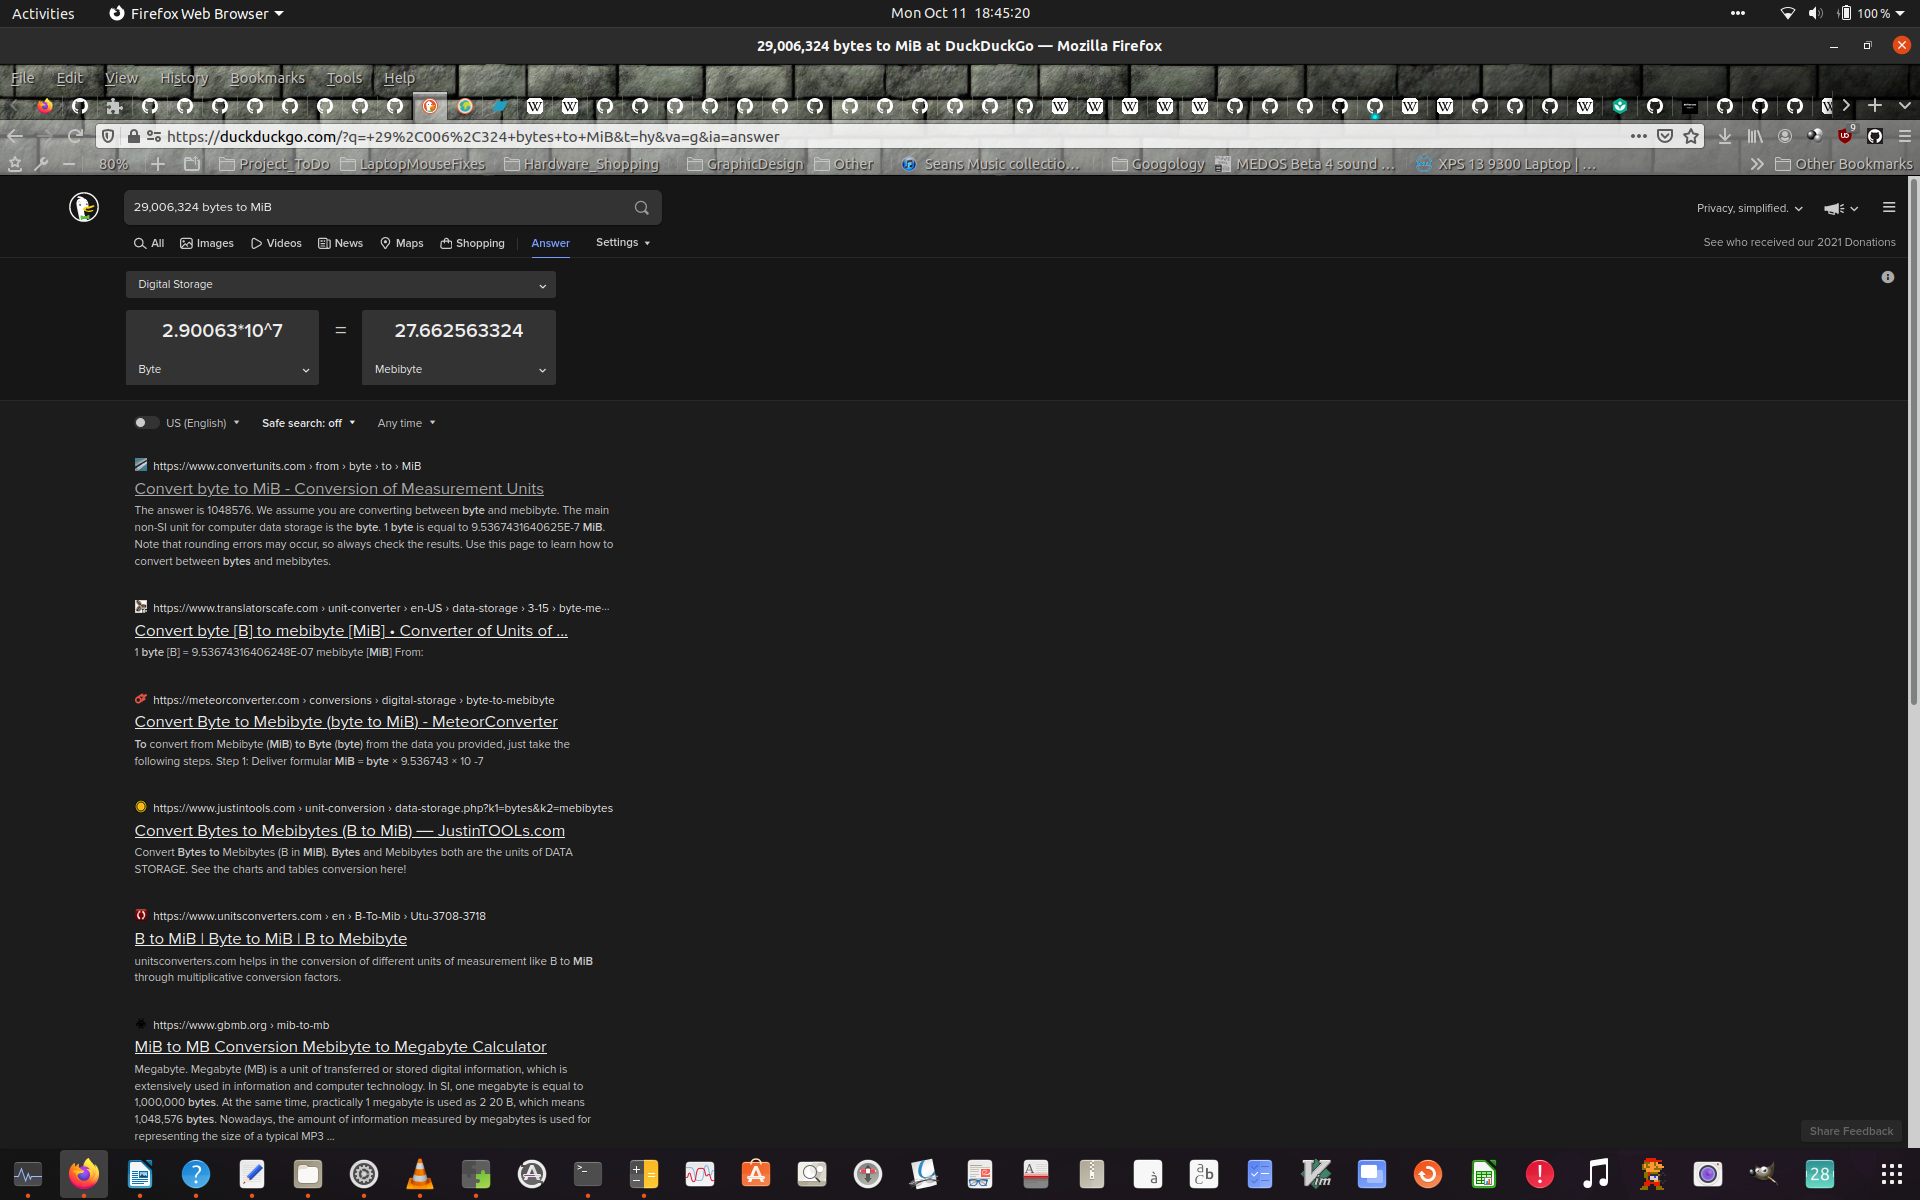 Activities
Firefox Web Browser
Mon Oct 11 18:45:20
100 %
29,006,324 bytes to MiB at DuckDuckGo — Mozilla Firefox
File Edit View History Bookmarks Tools Help
https://duckduckgo.com/?q=+29%2C006%2C324+bytes+to+MiB&t=hy&va=g&ia=answer
9
80% Project_ToDo LaptopMouseFixes Hardware_Shopping GraphicDesign Other Seans Music collectio… Googology MEDOS Beta 4 sound … XPS 13 9300 Laptop | … Other Bookmarks
29,006,324 bytes to MiB
Privacy, simplified.
All Images Videos News Maps Shopping Answer Settings
See who received our 2021 Donations
Digital Storage
2.90063*10^7 = 27.662563324
Byte Mebibyte
US (English) Safe search: off Any time
https://www.convertunits.com › from › byte › to › MiB
Convert byte to MiB - Conversion of Measurement Units
The answer is 1048576. We assume you are converting between byte and mebibyte. The main
non-SI unit for computer data storage is the byte. 1 byte is equal to 9.5367431640625E-7 MiB.
Note that rounding errors may occur, so always check the results. Use this page to learn how to
convert between bytes and mebibytes.
https://www.translatorscafe.com › unit-converter › en-US › data-storage › 3-15 › byte-me···
Convert byte [B] to mebibyte [MiB] • Converter of Units of ...
1 byte [B] = 9.53674316406248E-07 mebibyte [MiB] From:
https://meteorconverter.com › conversions › digital-storage › byte-to-mebibyte
Convert Byte to Mebibyte (byte to MiB) - MeteorConverter
To convert from Mebibyte (MiB) to Byte (byte) from the data you provided, just take the
following steps. Step 1: Deliver formular MiB = byte × 9.536743 × 10 -7
https://www.justintools.com › unit-conversion › data-storage.php?k1=bytes&k2=mebibytes
Convert Bytes to Mebibytes (B to MiB) — JustinTOOLs.com
Convert Bytes to Mebibytes (B in MiB). Bytes and Mebibytes both are the units of DATA
STORAGE. See the charts and tables conversion here!
https://www.unitsconverters.com › en › B-To-Mib › Utu-3708-3718
B to MiB | Byte to MiB | B to Mebibyte
unitsconverters.com helps in the conversion of different units of measurement like B to MiB
through multiplicative conversion factors.
https://www.gbmb.org › mib-to-mb
MiB to MB Conversion Mebibyte to Megabyte Calculator
Megabyte. Megabyte (MB) is a unit of transferred or stored digital information, which is
extensively used in information and computer technology. In SI, one megabyte is equal to
1,000,000 bytes. At the same time, practically 1 megabyte is used as 2 20 B, which means
1,048,576 bytes. Nowadays, the amount of information measured by megabytes is used for
representing the size of a typical MP3 ...
Share Feedback
28